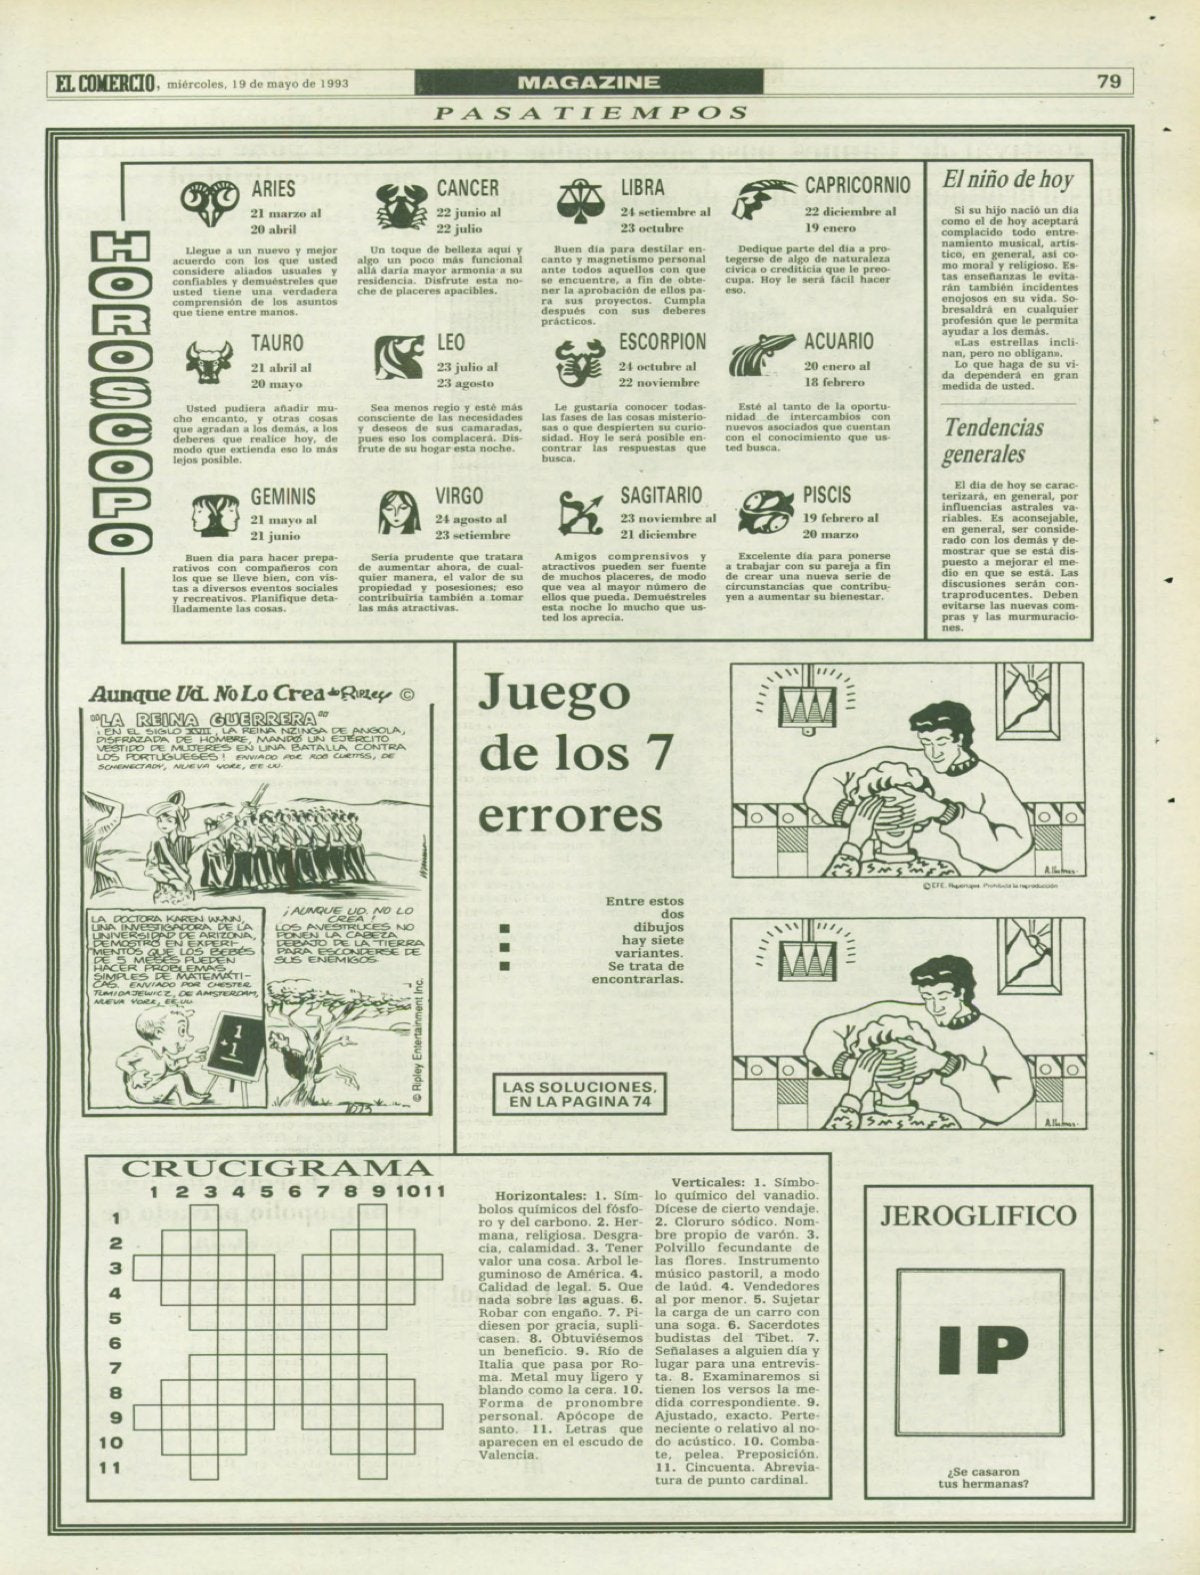 EL COMERCIO, miércoles, 19 de mayo de 1993
MAGAZINE
79
PASATIEMPOS
HOROSCOPO
ARIES
21 marzo al
20 abril
Llegue a un nuevo y mejor
acuerdo con los que usted
considere aliados usuales y
confiables y demuéstreles que
usted tiene una verdadera
comprensión de los asuntos
que tiene entre manos.
TAURO
21 abril al
20 mayo
Usted pudiera añadir mu-
cho encanto, y otras cosas
que agradan a los demás, a los
deberes que realice hoy, de
modo que extienda eso lo más
lejos posible.
GEMINIS
21 mayo al
21 junio
Buen día para hacer prepa-
rativos con compañeros con
los que se lleve bien, con vis-
tas a diversos eventos sociales
y recreativos. Planifique deta-
lladamente las cosas.
CANCER
22 junio al
22 julio
Un toque de belleza aquí y
algo un poco más funcional
allá daría mayor armonía a su
residencia. Disfrute esta no-
che de placeres apacibles.
LEO
23 julio al
23 agosto
Sea menos regio y esté más
consciente de las necesidades
y deseos de sus camaradas,
pues eso los complacerá. Dis-
frute de su hogar esta noche.
VIRGO
24 agosto al
23 setiembre
Sería prudente que tratara
de aumentar ahora, de cual-
quier manera, el valor de su
propiedad y posesiones; eso
contribuiría también a tomar
las más atractivas.
LIBRA
24 setiembre al
23 octubre
Buen día para destilar en-
canto y magnetismo personal
ante todos aquellos con que
se encuentre, a fin de obte-
ner la aprobación de ellos pa-
ra sus proyectos. Cumpla
después con sus deberes
prácticos.
ESCORPION
24 octubre al
22 noviembre
Le gustaría conocer todas
las fases de las cosas misterio-
sas o que despierten su curio-
sidad. Hoy le será posible en-
contrar las respuestas que
busca.
SAGITARIO
23 noviembre al
21 diciembre
Amigos comprensivos y
atractivos pueden ser fuente
de muchos placeres, de modo
que vea al mayor número de
ellos que pueda. Demuéstreles
esta noche lo mucho que us-
ted los aprecia.
CAPRICORNIO
22 diciembre al
19 enero
Dedique parte del día a pro-
tegerse de algo de naturaleza
cívica o crediticia que le preo-
cupa. Hoy le será fácil hacer
eso.
ACUARIO
20 enero al
18 febrero
Esté al tanto de la oportu-
nidad de intercambios con
nuevos asociados que cuentan
con el conocimiento que us-
ted busca.
PISCIS
19 febrero al
20 marzo
Excelente día para ponerse
a trabajar con su pareja a fin
de crear una nueva serie de
circunstancias que contribu-
yen a aumentar su bienestar.
El niño de hoy
Si su hijo nació un día
como el de hoy aceptará
complacido todo entre-
namiento musical, artís-
tico, en general, así co-
mo moral y religioso. Es-
tas enseñanzas le evita-
rán también incidentes
enojosos en su vida. So-
bresaldrá en cualquier
profesión que le permita
ayudar a los demás.
«Las estrellas incli-
nan, pero no obligan».
Lo que haga de su vi-
da dependerá en gran
medida de usted.
Tendencias
generales
El día de hoy se carac-
terizará, en general, por
influencias astrales va-
riables. Es aconsejable,
en general, ser conside-
rado con los demás y de-
mostrar que se está dis-
puesto a mejorar el me-
dio en que se está. Las
discusiones serán con-
traproducentes. Deben
evitarse las nuevas com-
pras y las murmuracio-
nes.
Aunque Ud. No Lo Crea de Ripley ©
"LA REINA GUERRERA"
¡EN EL SIGLO XVII, LA REINA NZINGA DE ANGOLA,
DISFRAZADA DE HOMBRE, MANDÓ UN EJÉRCITO
VESTIDO DE MUJERES EN UNA BATALLA CONTRA
LOS PORTUGUESES! ENVIADO POR ROB CURTISS, DE
SCHENECTADY, NUEVA YORK, EE UU.
LA DOCTORA KAREN WYNN,
UNA INVESTIGADORA DE LA
UNIVERSIDAD DE ARIZONA,
DEMOSTRÓ EN EXPERI-
MENTOS QUE LOS BEBÉS
DE 5 MESES PUEDEN
HACER PROBLEMAS
SIMPLES DE MATEMÁTI-
CAS. ENVIADO POR CHESTER
TUMIDAJEWICZ, DE AMSTERDAM,
NUEVA YORK, EE UU.
1
+1
¡AUNQUE UD. NO LO
CREA!
LOS AVESTRUCES NO
PONEN LA CABEZA
DEBAJO DE LA TIERRA
PARA ESCONDERSE DE
SUS ENEMIGOS.
© Ripley Entertainment Inc.
Juego
de los 7
errores
Entre estos
dos
dibujos
hay siete
variantes.
Se trata de
encontrarlas.
LAS SOLUCIONES,
EN LA PAGINA 74
© EFE. Reportajes. Prohibida la reproducción
CRUCIGRAMA
1 2 3 4 5 6 7 8 9 10 11
1
2
3
4
5
6
7
8
9
10
11
Horizontales: 1. Sím-
bolos químicos del fósfo-
ro y del carbono. 2. Her-
mana, religiosa. Desgra-
cia, calamidad. 3. Tener
valor una cosa. Arbol le-
guminoso de América. 4.
Calidad de legal. 5. Que
nada sobre las aguas. 6.
Robar con engaño. 7. Pi-
diesen por gracia, supli-
casen. 8. Obtuviésemos
un beneficio. 9. Río de
Italia que pasa por Ro-
ma. Metal muy ligero y
blando como la cera. 10.
Forma de pronombre
personal. Apócope de
santo. 11. Letras que
aparecen en el escudo de
Valencia.
Verticales: 1. Símbo-
lo químico del vanadio.
Dícese de cierto vendaje.
2. Cloruro sódico. Nom-
bre propio de varón. 3.
Polvillo fecundante de
las flores. Instrumento
músico pastoril, a modo
de laúd. 4. Vendedores
al por menor. 5. Sujetar
la carga de un carro con
una soga. 6. Sacerdotes
budistas del Tibet. 7.
Señalases a alguien día y
lugar para una entrevis-
ta. 8. Examinaremos si
tienen los versos la me-
dida correspondiente. 9.
Ajustado, exacto. Perte-
neciente o relativo al no-
do acústico. 10. Comba-
te, pelea. Preposición.
11. Cincuenta. Abrevia-
tura de punto cardinal.
JEROGLIFICO
IP
¿Se casaron
tus hermanas?